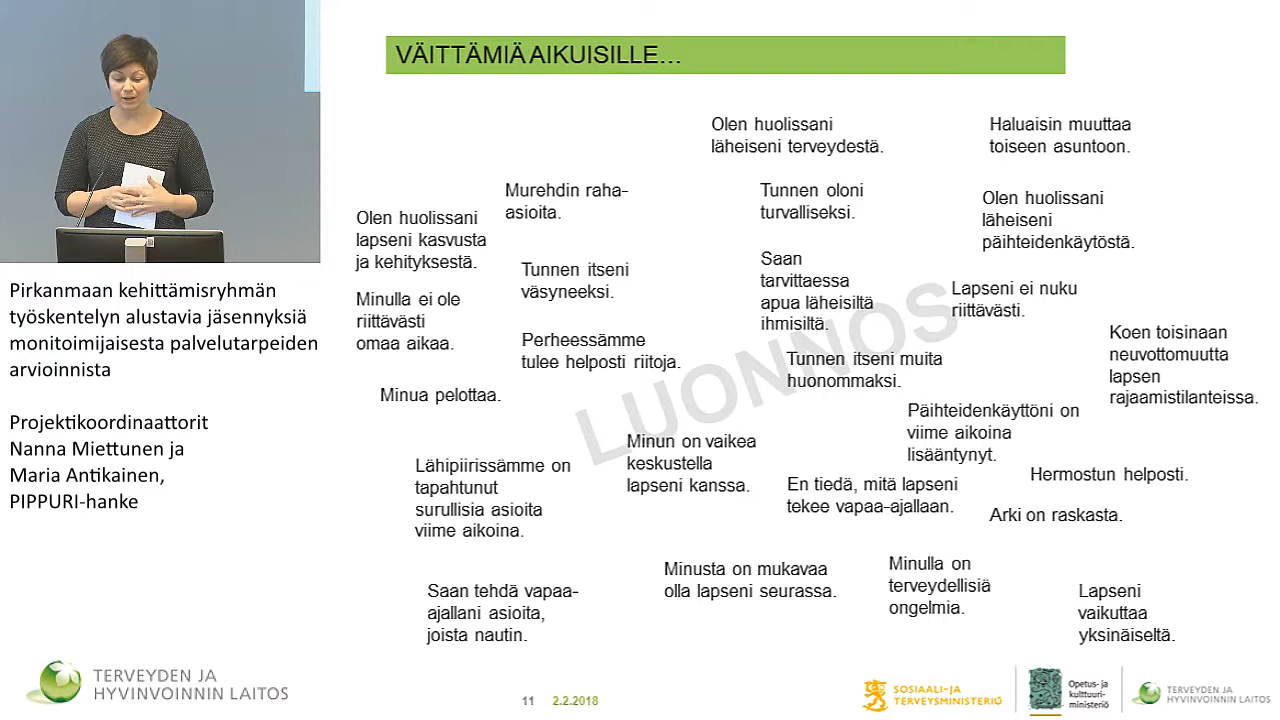 VÄITTÄMIÄ AIKUISILLE…
Olen huolissani
läheiseni terveydestä.
Haluaisin muuttaa
toiseen asuntoon.
Murehdin raha-
asioita.
Tunnen oloni
turvalliseksi.
Olen huolissani
läheiseni
päihteidenkäytöstä.
Olen huolissani
lapseni kasvusta
ja kehityksestä.
Tunnen itseni
väsyneeksi.
Saan
tarvittaessa
apua läheisiltä
ihmisiltä.
Lapseni ei nuku
riittävästi.
Minulla ei ole
riittävästi
omaa aikaa.
Perheessämme
tulee helposti riitoja.
Tunnen itseni muita
huonommaksi.
Koen toisinaan
neuvottomuutta
lapsen
rajaamistilanteissa.
Minua pelottaa.
LUONNOS
Päihteidenkäyttöni on
viime aikoina
lisääntynyt.
Minun on vaikea
keskustella
lapseni kanssa.
Lähipiirissämme on
tapahtunut
surullisia asioita
viime aikoina.
En tiedä, mitä lapseni
tekee vapaa-ajallaan.
Hermostun helposti.
Arki on raskasta.
Minusta on mukavaa
olla lapseni seurassa.
Minulla on
terveydellisiä
ongelmia.
Saan tehdä vapaa-
ajallani asioita,
joista nautin.
Lapseni
vaikuttaa
yksinäiseltä.
Pirkanmaan kehittämisryhmän
työskentelyn alustavia jäsennyksiä
monitoimijaisesta palvelutarpeiden
arvioinnista
Projektikoordinaattorit
Nanna Miettunen ja
Maria Antikainen,
PIPPURI-hanke
TERVEYDEN JA
HYVINVOINNIN LAITOS
11 2.2.2018
SOSIAALI- JA
TERVEYSMINISTERIÖ
Opetus- ja
kulttuuri-
ministeriö
TERVEYDEN JA
HYVINVOINNIN LAITOS